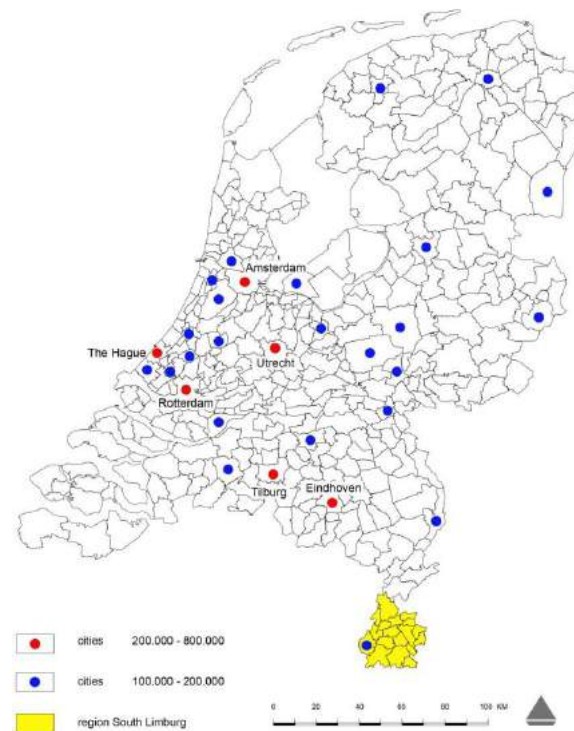 Amsterdam
The Hague
Utrecht
Rotterdam
Tilburg
Eindhoven
cities 200.000 - 800.000
cities 100.000 - 200.000
region South Limburg
0 20 40 60 80 100 KM